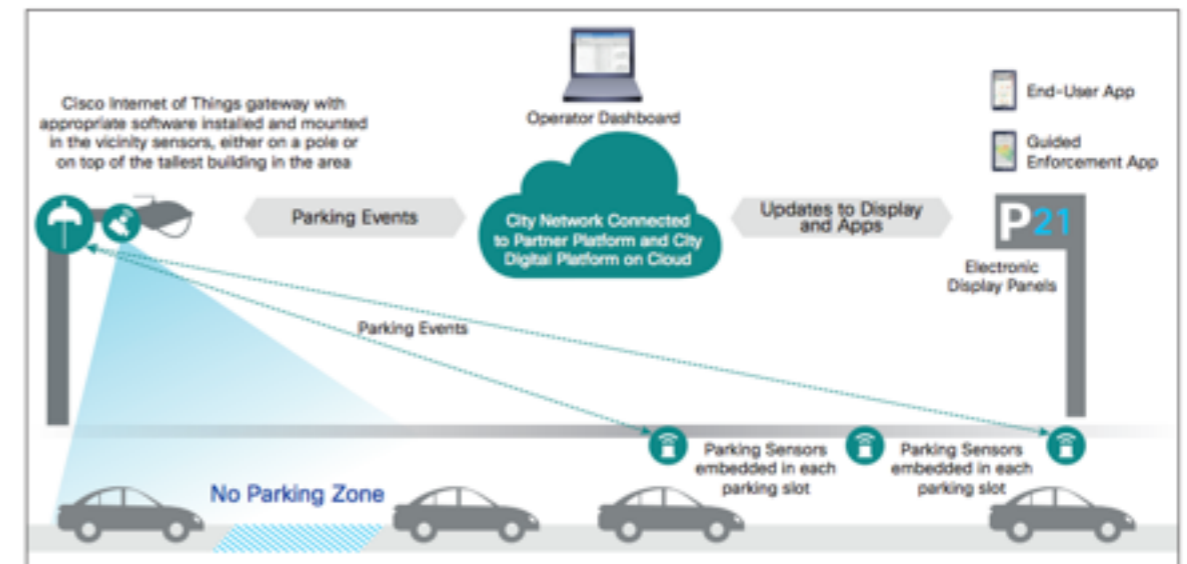 Cisco Internet of Things gateway with
appropriate software installed and mounted
in the vicinity sensors, either on a pole or
on top of the tallest building in the area
Operator Dashboard
End-User App
Guided
Enforcement App
Parking Events
City Network Connected
to Partner Platform and City
Digital Platform on Cloud
Updates to Display
and Apps
P21
Electronic
Display Panels
Parking Events
Parking Sensors
embedded in each
parking slot
Parking Sensors
embedded in each
parking slot
No Parking Zone